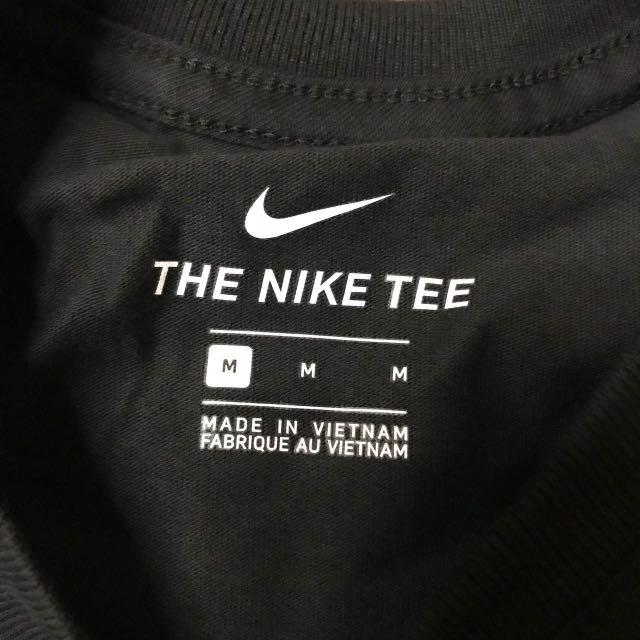 THE NIKE TEE
M M M
MADE IN VIETNAM
FABRIQUE AU VIETNAM